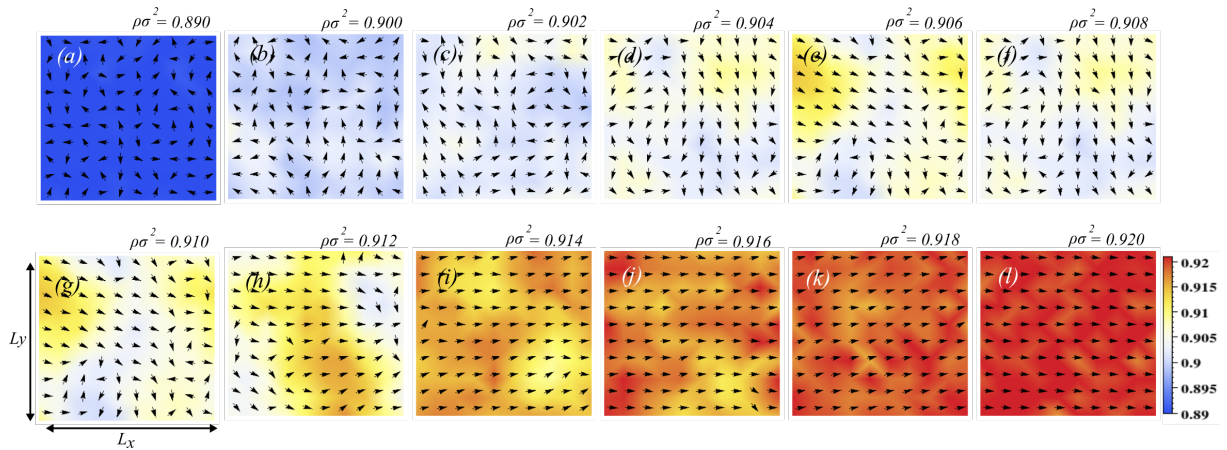 ρσ² = 0.890
ρσ² = 0.900
ρσ² = 0.902
ρσ² = 0.904
ρσ² = 0.906
ρσ² = 0.908
(a)
(b)
(c)
(d)
(e)
(f)
ρσ² = 0.910
ρσ² = 0.912
ρσ² = 0.914
ρσ² = 0.916
ρσ² = 0.918
ρσ² = 0.920
(g)
(h)
(i)
(j)
(k)
(l)
0.92
0.915
0.91
0.905
0.9
0.895
0.89
Ly
Lx